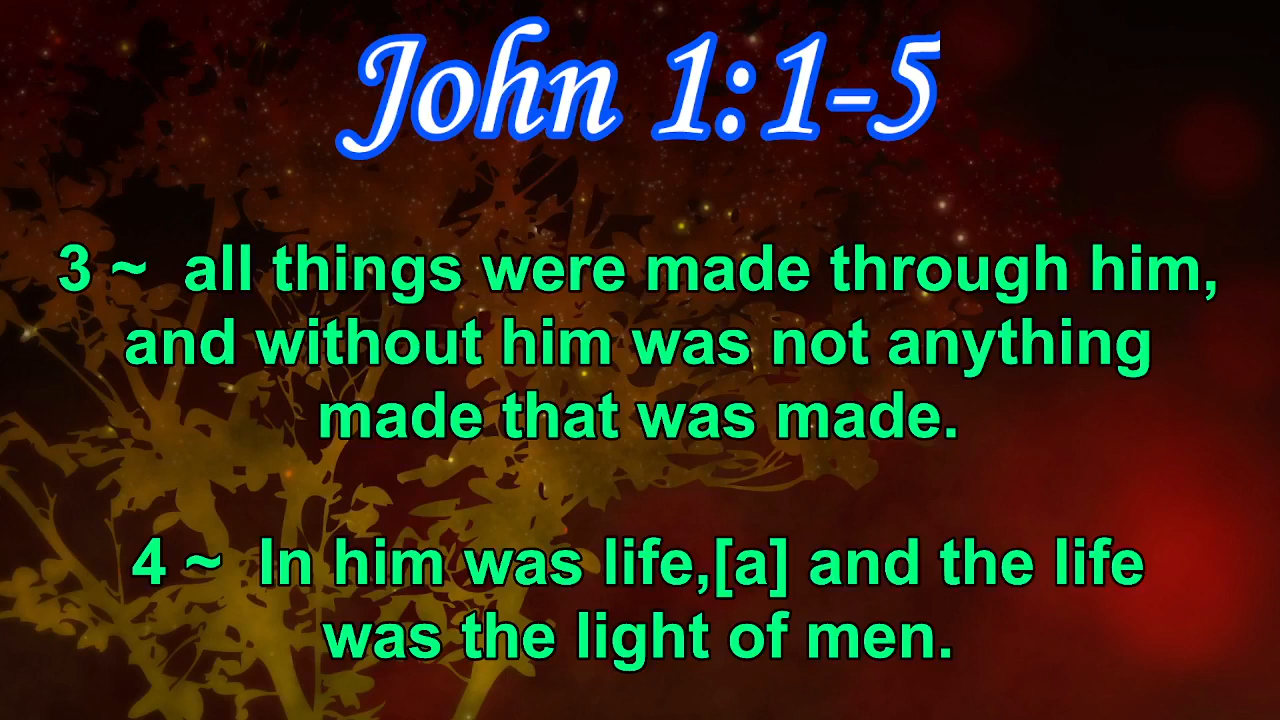 John 1:1-5
3 ~  all things were made through him,
and without him was not anything
made that was made.
4 ~  In him was life,[a] and the life
was the light of men.